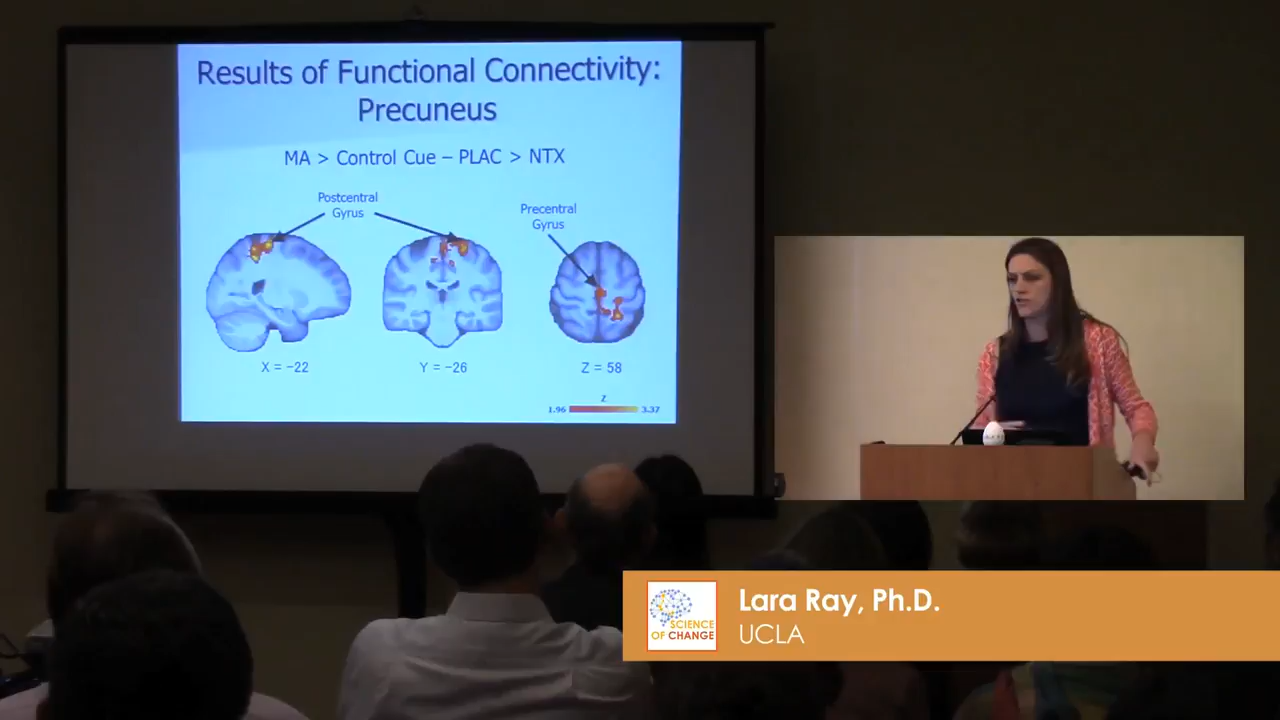 Results of Functional Connectivity:
Precuneus
MA > Control Cue – PLAC > NTX
Postcentral
Gyrus
Precentral
Gyrus
X = -22
Y = -26
Z = 58
Z
1.96
3.37
SCIENCE
OF CHANGE
Lara Ray, Ph.D.
UCLA